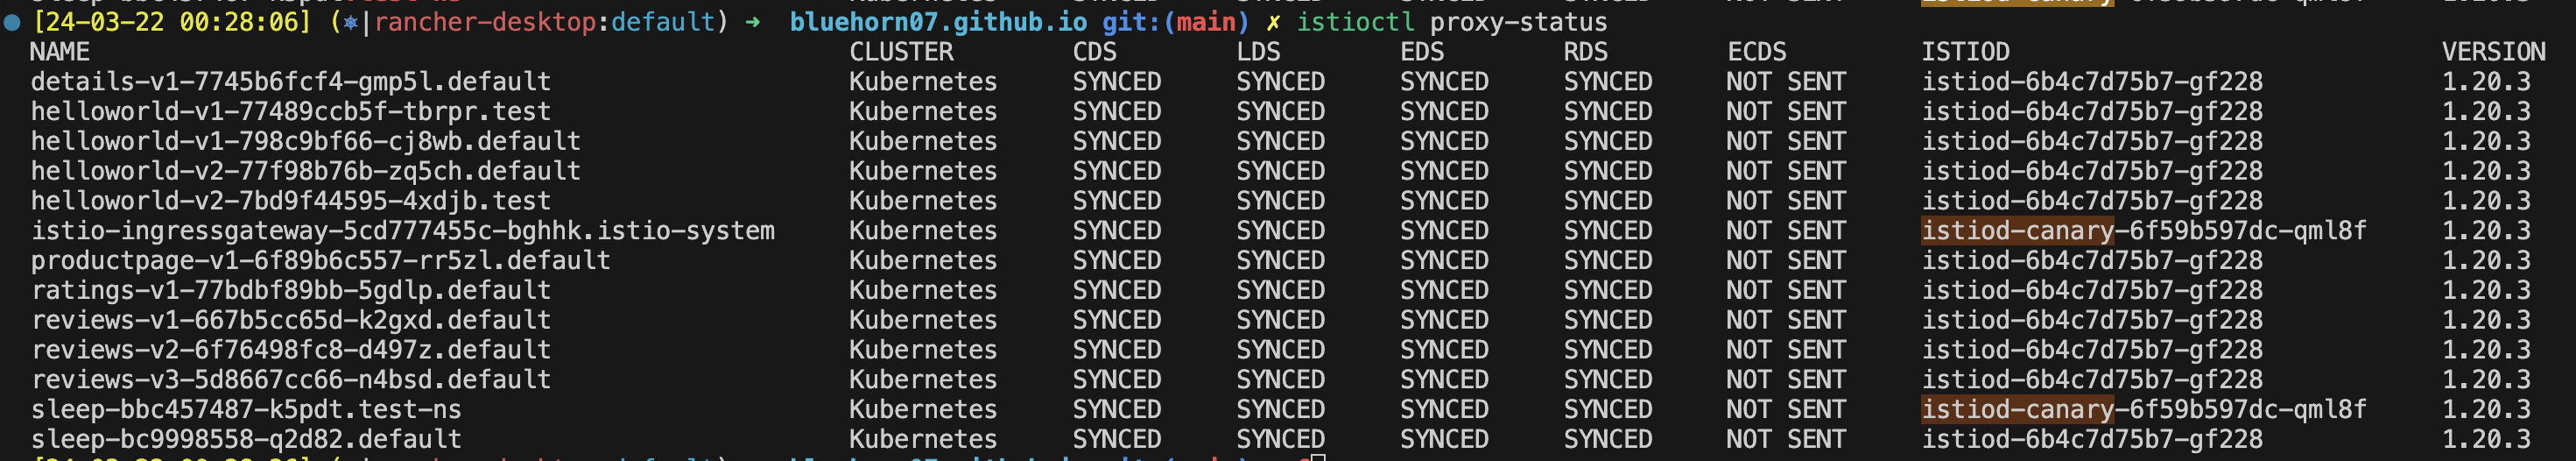 [24-03-22 00:28:06] (⎈|rancher-desktop:default) ➜  bluehorn07.github.io git:(main) ✗ istioctl proxy-status
NAME CLUSTER CDS LDS EDS RDS ECDS ISTIOD VERSION
details-v1-7745b6fcf4-gmp5l.default Kubernetes SYNCED SYNCED SYNCED SYNCED NOT SENT istiod-6b4c7d75b7-gf228 1.20.3
helloworld-v1-77489ccb5f-tbrpr.test Kubernetes SYNCED SYNCED SYNCED SYNCED NOT SENT istiod-6b4c7d75b7-gf228 1.20.3
helloworld-v1-798c9bf66-cj8wb.default Kubernetes SYNCED SYNCED SYNCED SYNCED NOT SENT istiod-6b4c7d75b7-gf228 1.20.3
helloworld-v2-77f98b76b-zq5ch.default Kubernetes SYNCED SYNCED SYNCED SYNCED NOT SENT istiod-6b4c7d75b7-gf228 1.20.3
helloworld-v2-7bd9f44595-4xdjb.test Kubernetes SYNCED SYNCED SYNCED SYNCED NOT SENT istiod-6b4c7d75b7-gf228 1.20.3
istio-ingressgateway-5cd777455c-bghhk.istio-system Kubernetes SYNCED SYNCED SYNCED SYNCED NOT SENT istiod-canary-6f59b597dc-qml8f 1.20.3
productpage-v1-6f89b6c557-rr5zl.default Kubernetes SYNCED SYNCED SYNCED SYNCED NOT SENT istiod-6b4c7d75b7-gf228 1.20.3
ratings-v1-77bdbf89bb-5gdlp.default Kubernetes SYNCED SYNCED SYNCED SYNCED NOT SENT istiod-6b4c7d75b7-gf228 1.20.3
reviews-v1-667b5cc65d-k2gxd.default Kubernetes SYNCED SYNCED SYNCED SYNCED NOT SENT istiod-6b4c7d75b7-gf228 1.20.3
reviews-v2-6f76498fc8-d497z.default Kubernetes SYNCED SYNCED SYNCED SYNCED NOT SENT istiod-6b4c7d75b7-gf228 1.20.3
reviews-v3-5d8667cc66-n4bsd.default Kubernetes SYNCED SYNCED SYNCED SYNCED NOT SENT istiod-6b4c7d75b7-gf228 1.20.3
sleep-bbc457487-k5pdt.test-ns Kubernetes SYNCED SYNCED SYNCED SYNCED NOT SENT istiod-canary-6f59b597dc-qml8f 1.20.3
sleep-bc9998558-q2d82.default Kubernetes SYNCED SYNCED SYNCED SYNCED NOT SENT istiod-6b4c7d75b7-gf228 1.20.3